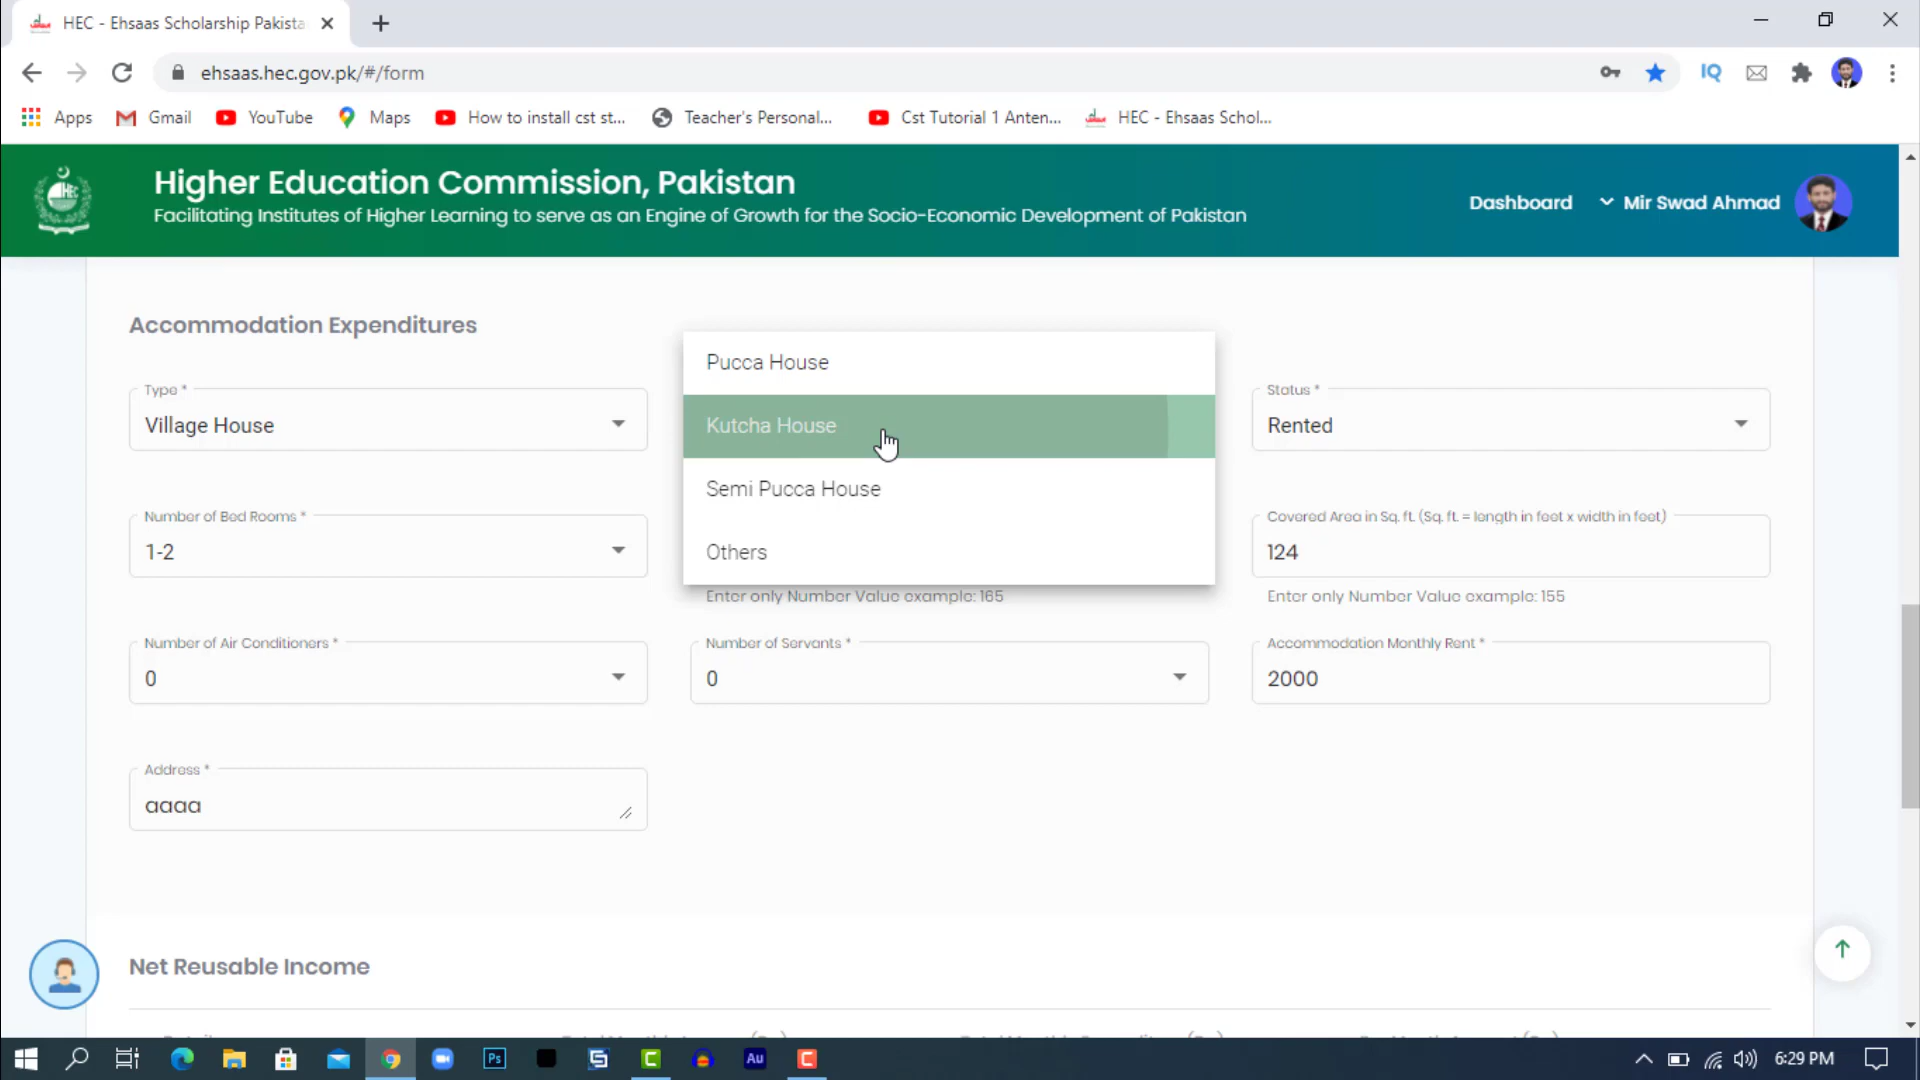 HEC - Ehsaas Scholarship Pakista
ehsaas.hec.gov.pk/#/form
IQ
Apps
Gmail
YouTube
Maps
How to install cst st...
Teacher's Personal...
Cst Tutorial 1 Anten...
HEC - Ehsaas Schol...
HEC
Higher Education Commission, Pakistan
Facilitating Institutes of Higher Learning to serve as an Engine of Growth for the Socio-Economic Development of Pakistan
Dashboard
Mir Swad Ahmad
Accommodation Expenditures
Type *
Village House
Pucca House
Kutcha House
Semi Pucca House
Others
Status *
Rented
Number of Bed Rooms *
1-2
Enter only Number Value example: 165
Covered Area in Sq. ft. (Sq. ft. = length in feet x width in feet)
124
Enter only Number Value example: 155
Number of Air Conditioners *
0
Number of Servants *
0
Accommodation Monthly Rent *
2000
Address *
aaaa
Net Reusable Income
Ps
Au
6:29 PM